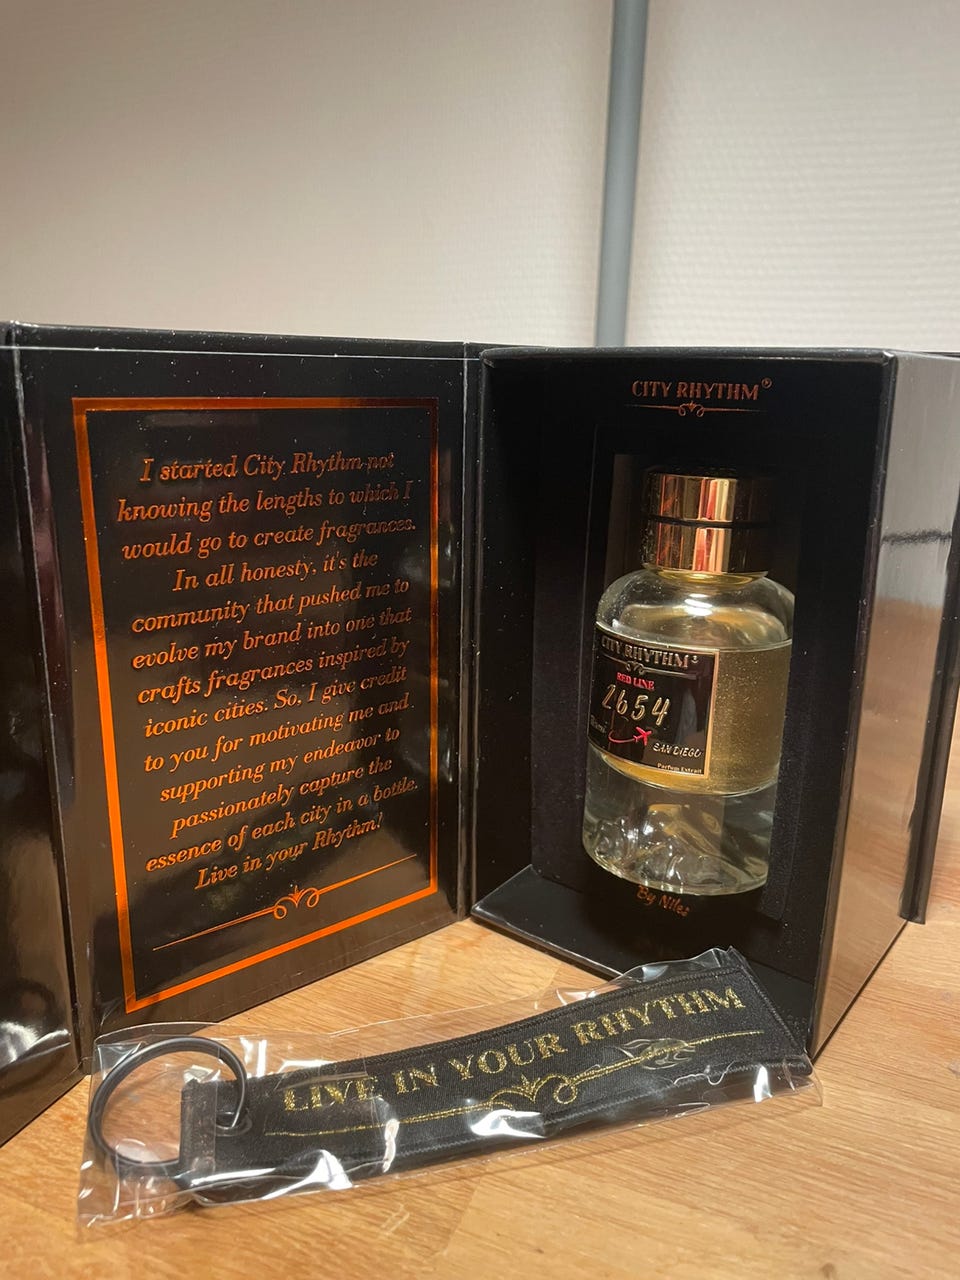 I started City Rhythm not
knowing the lengths to which I
would go to create fragrances.
In all honesty, it's the
community that pushed me to
evolve my brand into one that
crafts fragrances inspired by
iconic cities. So, I give credit
to you for motivating me and
supporting my endeavor to
passionately capture the
essence of each city in a bottle.
Live in your Rhythm!
CITY RHYTHM®
CITY RHYTHM®
RED LINE
2654
SAN DIEGO
Parfum Extrait
By Niles
LIVE IN YOUR RHYTHM